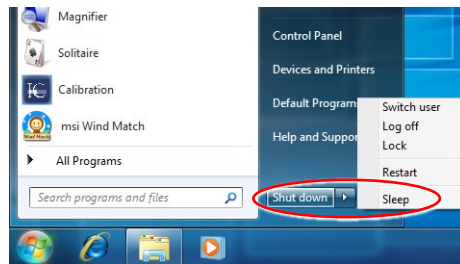 Magnifier
Solitaire
Calibration
msi Wind Match
All Programs
Search programs and files
Control Panel
Devices and Printers
Default Program
Help and Suppor
Shut down
Switch user
Log off
Lock
Restart
Sleep